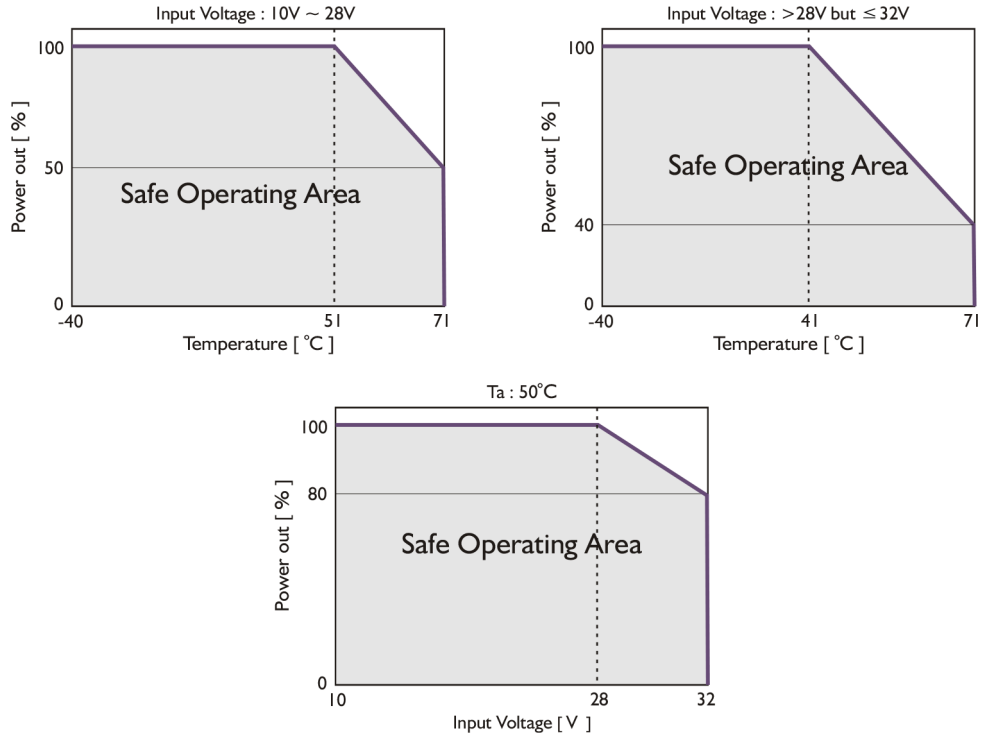 Input Voltage : 10V ~ 28V
100
50
0
Power out [ % ]
Safe Operating Area
-40
51
71
Temperature [ °C ]
Input Voltage : >28V but ≤ 32V
100
40
0
Power out [ % ]
Safe Operating Area
-40
41
71
Temperature [ °C ]
Ta : 50°C
100
80
0
Power out [ % ]
Safe Operating Area
10
28
32
Input Voltage [ V ]